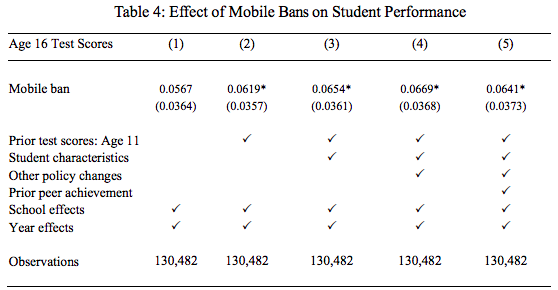 Table 4: Effect of Mobile Bans on Student Performance
Age 16 Test Scores (1) (2) (3) (4) (5)
Mobile ban 0.0567 0.0619* 0.0654* 0.0669* 0.0641*
(0.0364) (0.0357) (0.0361) (0.0368) (0.0373)
Prior test scores: Age 11 ✓ ✓ ✓ ✓
Student characteristics ✓ ✓ ✓
Other policy changes ✓ ✓
Prior peer achievement ✓
School effects ✓ ✓ ✓ ✓ ✓
Year effects ✓ ✓ ✓ ✓ ✓
Observations 130,482 130,482 130,482 130,482 130,482